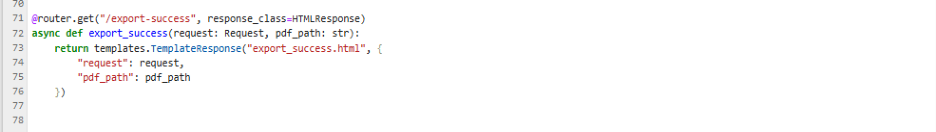 70
71 @router.get("/export-success", response_class=HTMLResponse)
72 async def export_success(request: Request, pdf_path: str):
73     return templates.TemplateResponse("export_success.html", {
74         "request": request,
75         "pdf_path": pdf_path
76     })
77
78